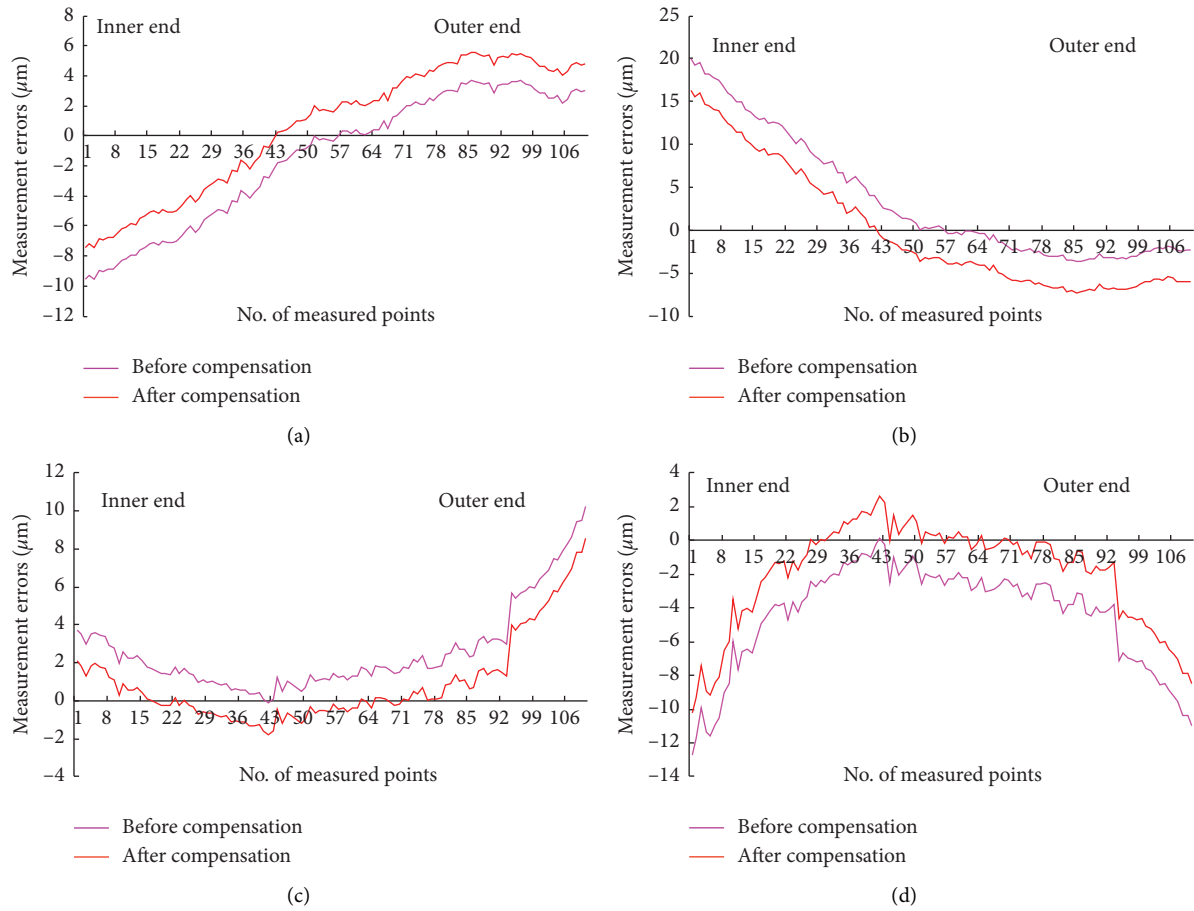 8
6
4
2
0
−2
−4
−6
−8
−10
−12
Measurement errors (μm)
Inner end
Outer end
1 8 15 22 29 36 43 50 57 64 71 78 85 92 99 106
No. of measured points
Before compensation
After compensation
(a)
25
20
15
10
5
0
−5
−10
Measurement errors (μm)
Inner end
Outer end
1 8 15 22 29 36 43 50 57 64 71 78 85 92 99 106
No. of measured points
Before compensation
After compensation
(b)
12
10
8
6
4
2
0
−2
−4
Measurement errors (μm)
Inner end
Outer end
1 8 15 22 29 36 42 50 57 64 71 78 85 92 99 106
No. of measured points
Before compensation
After compensation
(c)
4
2
0
−2
−4
−6
−8
−10
−12
−14
Measurement errors (μm)
Inner end
Outer end
1 8 15 22 29 36 43 50 57 64 71 78 85 92 99 106
No. of measured points
Before compensation
After compensation
(d)